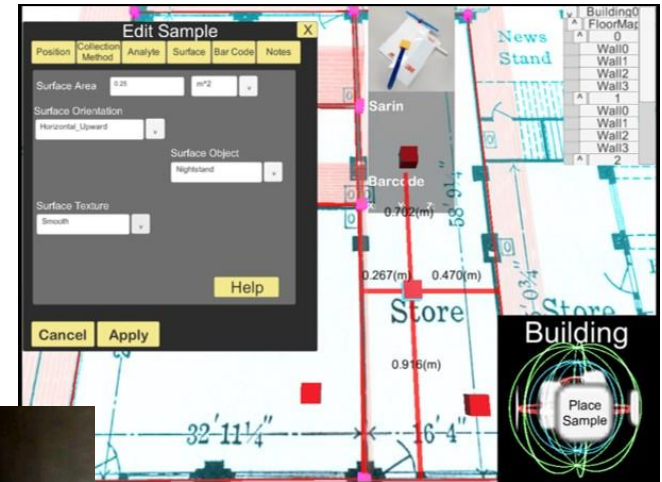 Edit Sample
X
Position
Collection
Method
Analyte
Surface
Bar Code
Notes
Surface Area
0.25
m^2
Surface Orientation
Horizontal_Upward
Surface Object
Nightstand
Surface Texture
Smooth
Help
Cancel
Apply
Sarin
Barcode
0.702(m)
0.267(m)
0.470(m)
0.916(m)
News
Stand
Store
Store
58'9¼"
32'11¼"
16'4"
Building0
FloorMap
0
Wall0
Wall1
Wall2
Wall3
1
Wall0
Wall1
Wall2
Wall3
2
Building
Place
Sample